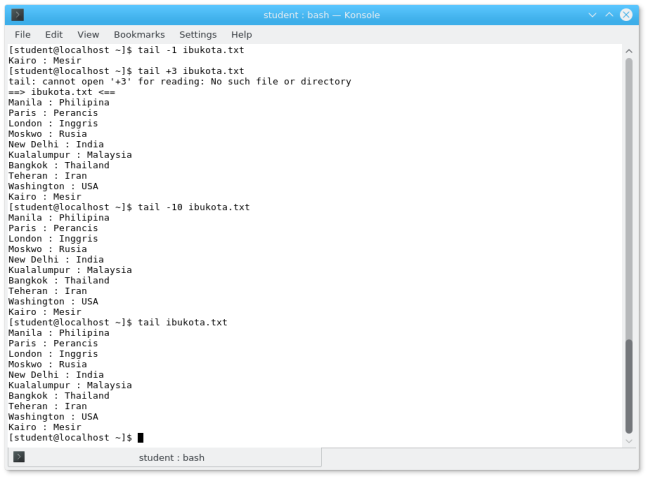 student : bash — Konsole
File Edit View Bookmarks Settings Help
[student@localhost ~]$ tail -1 ibukota.txt
Kairo : Mesir
[student@localhost ~]$ tail +3 ibukota.txt
tail: cannot open '+3' for reading: No such file or directory
==> ibukota.txt <==
Manila : Philipina
Paris : Perancis
London : Inggris
Moskwo : Rusia
New Delhi : India
Kualalumpur : Malaysia
Bangkok : Thailand
Teheran : Iran
Washington : USA
Kairo : Mesir
[student@localhost ~]$ tail -10 ibukota.txt
Manila : Philipina
Paris : Perancis
London : Inggris
Moskwo : Rusia
New Delhi : India
Kualalumpur : Malaysia
Bangkok : Thailand
Teheran : Iran
Washington : USA
Kairo : Mesir
[student@localhost ~]$ tail ibukota.txt
Manila : Philipina
Paris : Perancis
London : Inggris
Moskwo : Rusia
New Delhi : India
Kualalumpur : Malaysia
Bangkok : Thailand
Teheran : Iran
Washington : USA
Kairo : Mesir
[student@localhost ~]$
student : bash